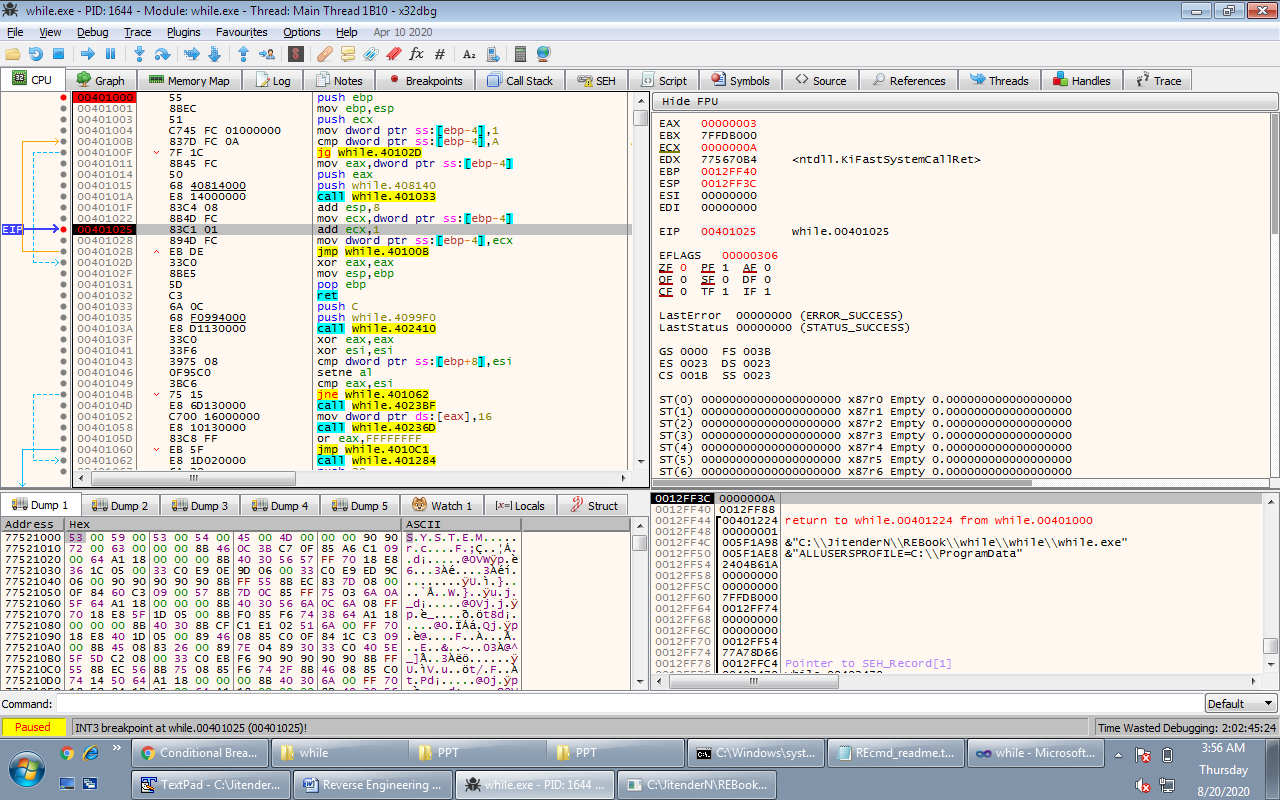 while.exe - PID: 1644 - Module: while.exe - Thread: Main Thread 1B10 - x32dbg
File View Debug Trace Plugins Favourites Options Help Apr 10 2020
CPU Graph Memory Map Log Notes Breakpoints Call Stack SEH Script Symbols Source References Threads Handles Trace
00401000 55 push ebp
00401001 8BEC mov ebp,esp
00401003 51 push ecx
00401004 C745 FC 01000000 mov dword ptr ss:[ebp-4],1
0040100B 837D FC 0A cmp dword ptr ss:[ebp-4],A
0040100F 7F 1C jg while.40102D
00401011 8B45 FC mov eax,dword ptr ss:[ebp-4]
00401014 50 push eax
00401015 68 40814000 push while.408140
0040101A E8 14000000 call while.401033
0040101F 83C4 08 add esp,8
00401022 8B4D FC mov ecx,dword ptr ss:[ebp-4]
EIP 00401025 83C1 01 add ecx,1
00401028 894D FC mov dword ptr ss:[ebp-4],ecx
0040102B EB DE jmp while.40100B
0040102D 33C0 xor eax,eax
0040102F 8BE5 mov esp,ebp
00401031 5D pop ebp
00401032 C3 ret
00401033 6A 0C push C
00401035 68 F0994000 push while.4099F0
0040103A E8 D1130000 call while.402410
0040103F 33C0 xor eax,eax
00401041 33F6 xor esi,esi
00401043 3975 08 cmp dword ptr ss:[ebp+8],esi
00401046 0F95C0 setne al
00401049 3BC6 cmp eax,esi
0040104B 75 15 jne while.401062
0040104D E8 6D130000 call while.4023BF
00401052 C700 16000000 mov dword ptr ds:[eax],16
00401058 E8 10130000 call while.40236D
0040105D 83C8 FF or eax,FFFFFFFF
00401060 EB 5F jmp while.4010C1
00401062 E8 1D020000 call while.401284
Hide FPU
EAX 00000003
EBX 7FFDB000
ECX 0000000A
EDX 775670B4 <ntdll.KiFastSystemCallRet>
EBP 0012FF40
ESP 0012FF3C
ESI 00000000
EDI 00000000
EIP 00401025 while.00401025
EFLAGS 00000306
ZF 0 PF 1 AF 0
OF 0 SF 0 DF 0
CF 0 TF 1 IF 1
LastError 00000000 (ERROR_SUCCESS)
LastStatus 00000000 (STATUS_SUCCESS)
GS 0000 FS 003B
ES 0023 DS 0023
CS 001B SS 0023
ST(0) 00000000000000000000 x87r0 Empty 0.000000000000000000
ST(1) 00000000000000000000 x87r1 Empty 0.000000000000000000
ST(2) 00000000000000000000 x87r2 Empty 0.000000000000000000
ST(3) 00000000000000000000 x87r3 Empty 0.000000000000000000
ST(4) 00000000000000000000 x87r4 Empty 0.000000000000000000
ST(5) 00000000000000000000 x87r5 Empty 0.000000000000000000
ST(6) 00000000000000000000 x87r6 Empty 0.000000000000000000
Dump 1 Dump 2 Dump 3 Dump 4 Dump 5 Watch 1 [x=] Locals Struct
Address Hex ASCII
77521000 53 00 59 00 53 00 54 00 45 00 4D 00 00 00 90 90 S.Y.S.T.E.M.....
77521010 72 00 63 00 00 00 8B 46 0C 3B C7 0F 85 A6 C1 09
77521020 00 64 A1 18 00 00 00 8B 40 30 56 57 FF 70 18 E8
77521030 36 1C 05 00 33 C0 E9 0E 9D 06 00 33 C0 E9 ED 9C
77521040 06 00 90 90 90 90 90 8B FF 55 8B EC 83 7D 08 00
77521050 0F 84 60 C3 09 00 57 8B 7D 0C 85 FF 75 03 6A 0A
77521060 5F 64 A1 18 00 00 00 8B 40 30 56 6A 0C 6A 08 FF
77521070 70 18 E8 5F 1D 05 00 8B F0 85 F6 74 38 64 A1 18
77521080 00 00 00 8B 40 30 8B CF C1 E1 02 51 6A 00 FF 70
77521090 18 E8 40 1D 05 00 89 46 08 85 C0 0F 84 1C C3 09
775210A0 00 8B 45 08 83 26 00 89 7E 04 89 30 33 C0 40 5E
775210B0 5F 5D C2 08 00 33 C0 EB F6 90 90 90 90 90 8B FF
775210C0 55 8B EC 56 8B 75 08 85 F6 74 2F 8B 46 08 85 C0
775210D0 74 14 50 64 A1 18 00 00 00 8B 40 30 6A 00 FF 70
0012FF3C 0000000A
0012FF40 0012FF88
0012FF44 00401224 return to while.00401224 from while.00401000
0012FF48 00000001
0012FF4C 005F1A98 &"C:\\JitenderN\\REBook\\while\\while\\while.exe"
0012FF50 005F1AE8 &"ALLUSERSPROFILE=C:\\ProgramData"
0012FF54 2404B61A
0012FF58 00000000
0012FF5C 00000000
0012FF60 7FFDB000
0012FF64 0012FF74
0012FF68 00000000
0012FF6C 00000000
0012FF70 0012FF54
0012FF74 77A78D66
0012FF78 0012FFC4 Pointer to SEH_Record[1]
Command: Default
Paused INT3 breakpoint at while.00401025 (00401025)! Time Wasted Debugging: 2:02:45:24
Conditional Brea... while PPT PPT C:\Windows\syst... REcmd_readme.t... while - Microsoft...
TextPad - C:\Jitender... Reverse Engineering ... while.exe - PID: 1644 ... C:\JitenderN\REBook...
3:56 AM
Thursday
8/20/2020